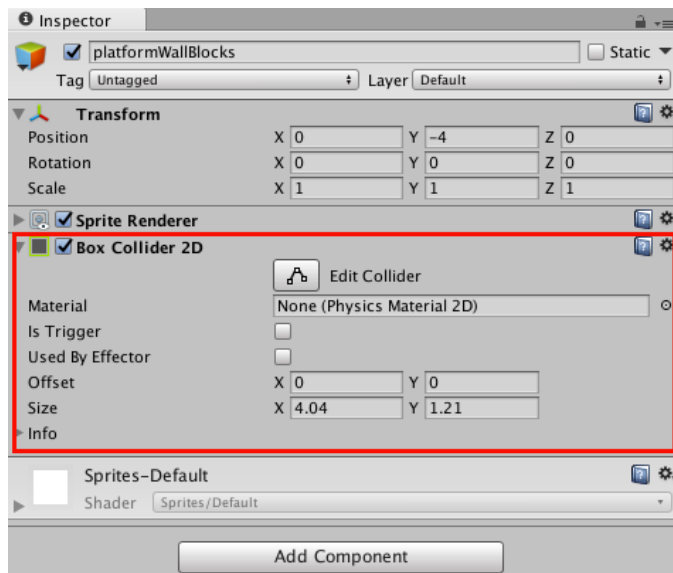 Inspector
platformWallBlocks Static
Tag Untagged Layer Default
Transform
Position X 0 Y -4 Z 0
Rotation X 0 Y 0 Z 0
Scale X 1 Y 1 Z 1
Sprite Renderer
Box Collider 2D
Edit Collider
Material None (Physics Material 2D)
Is Trigger
Used By Effector
Offset X 0 Y 0
Size X 4.04 Y 1.21
Info
Sprites-Default
Shader Sprites/Default
Add Component